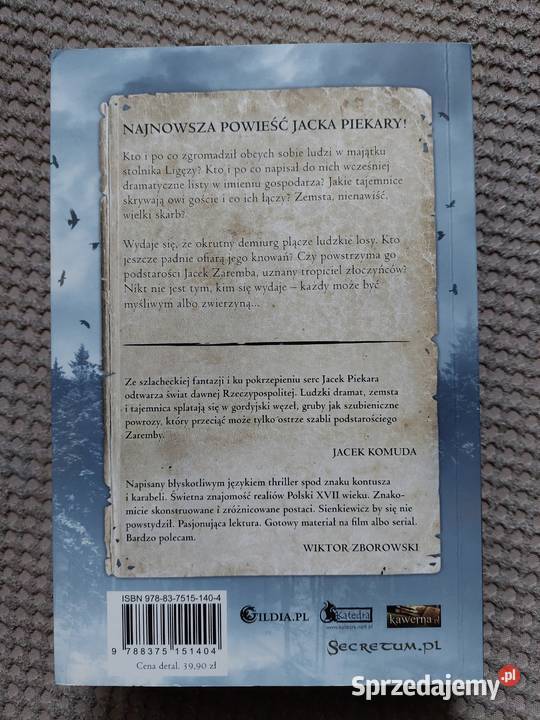 NAJNOWSZA POWIEŚĆ JACKA PIEKARY!
Kto i po co zgromadził obcych sobie ludzi w majątku
stolnika Ligęzy? Kto i po co napisał do nich wcześniej
dramatyczne listy w imieniu gospodarza? Jakie tajemnice
skrywają owi goście i co ich łączy? Zemsta, nienawiść,
wielki skarb?
Wydaje się, że okrutny demiurg plącze ludzkie losy. Kto
jeszcze padnie ofiarą jego knowań? Czy powstrzyma go
podstarości Jacek Zaremba, uznany tropiciel złoczyńców?
Nikt nie jest tym, kim się wydaje – każdy może być
myśliwym albo zwierzyną...
Ze szlacheckiej fantazji i ku pokrzepieniu serc Jacek Piekara
odtwarza świat dawnej Rzeczypospolitej. Ludzki dramat, zemsta
i tajemnica splatają się w gordyjski węzeł, gruby jak szubieniczne
powrozy, który przeciąć może tylko ostrze szabli podstarościego
Zaremby.
JACEK KOMUDA
Napisany błyskotliwym językiem thriller spod znaku kontusza
i karabeli. Świetna znajomość realiów Polski XVII wieku. Znako-
micie skonstruowane i zróżnicowane postaci. Sienkiewicz by się nie
powstydził. Pasjonująca lektura. Gotowy materiał na film albo serial.
Bardzo polecam.
WIKTOR ZBOROWSKI
ISBN 978-83-7515-140-4
9 788375 151404
Cena detal. 39,90 zł
GILDIA.PL
Katedra
kawerna.pl
SECRETUM.PL
Sprzedajemy.pl